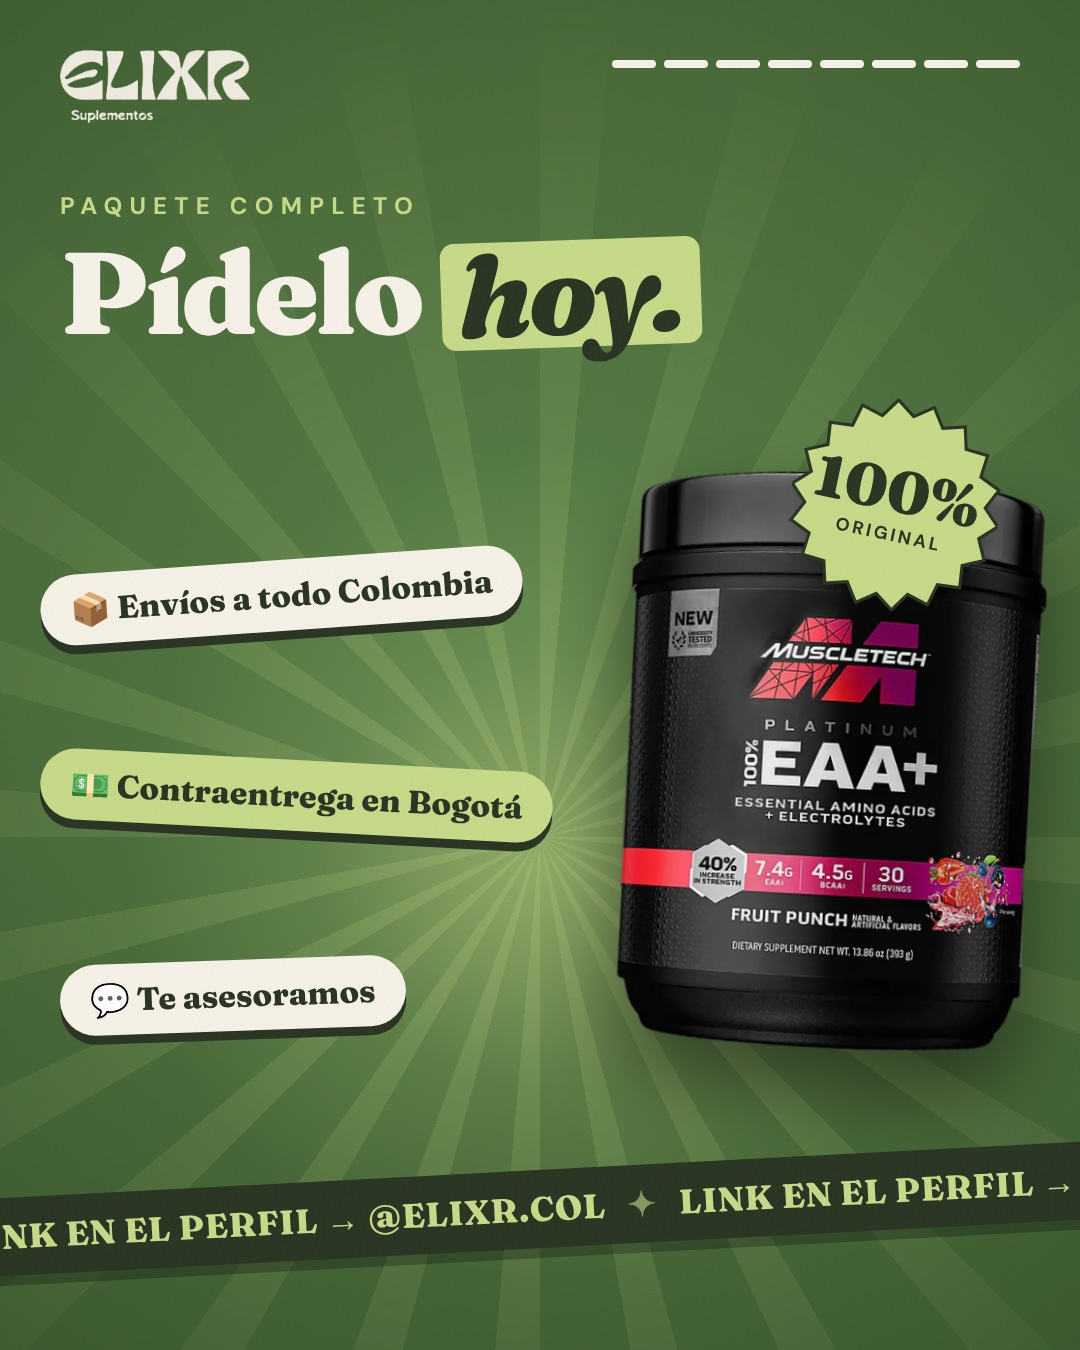 ELIXR
Suplementos
PAQUETE COMPLETO
Pídelo hoy.
100%
ORIGINAL
📦 Envíos a todo Colombia
💵 Contraentrega en Bogotá
💬 Te asesoramos
NEW
UNIVERSITY
TESTED
MUSCLETECH
PLATINUM
100% EAA+
ESSENTIAL AMINO ACIDS
+ ELECTROLYTES
40%
INCREASE
IN STRENGTH
7.4G
EAA
4.5G
BCAA
30
SERVINGS
FRUIT PUNCH NATURAL &
ARTIFICIAL FLAVORS
DIETARY SUPPLEMENT NET WT. 13.86 oz (393 g)
NK EN EL PERFIL → @ELIXR.COL ✦ LINK EN EL PERFIL →